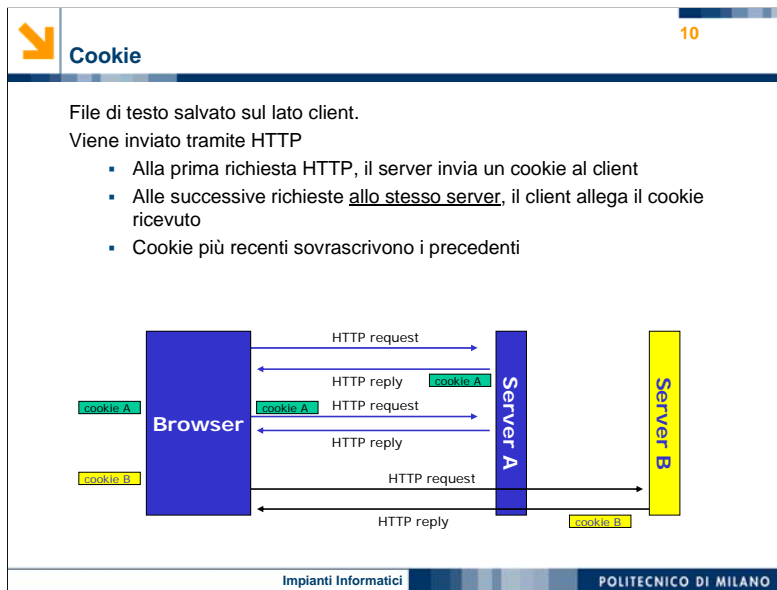 10
Cookie
File di testo salvato sul lato client.
Viene inviato tramite HTTP
▪ Alla prima richiesta HTTP, il server invia un cookie al client
▪ Alle successive richieste allo stesso server, il client allega il cookie
ricevuto
▪ Cookie più recenti sovrascrivono i precedenti
HTTP request
HTTP reply
cookie A
cookie A
Browser
cookie A
HTTP request
HTTP reply
Server A
Server B
cookie B
HTTP request
HTTP reply
cookie B
Impianti Informatici
POLITECNICO DI MILANO